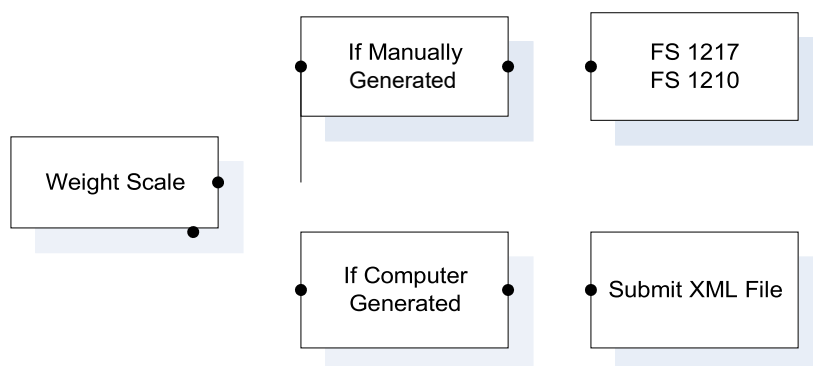 Weight Scale
If Manually
Generated
FS 1217
FS 1210
If Computer
Generated
Submit XML File